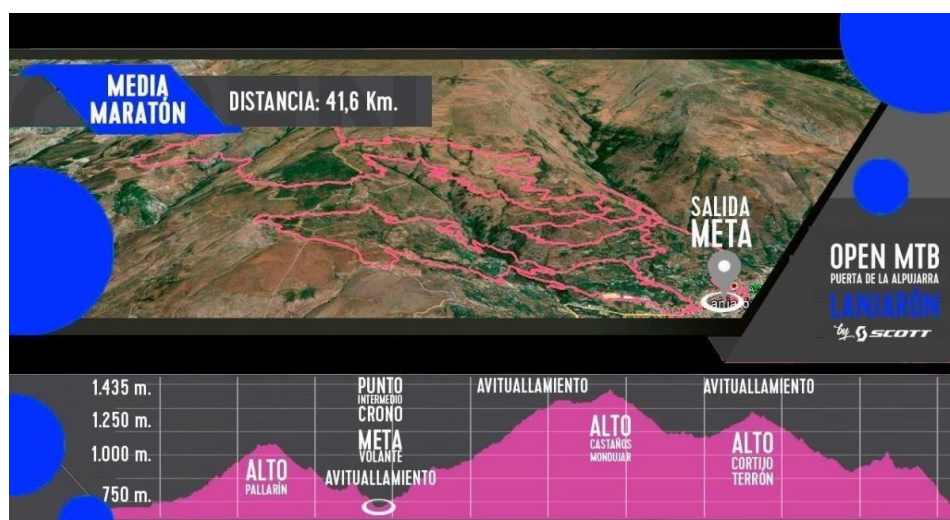 MEDIA
MARATÓN
DISTANCIA: 41,6 Km.
SALIDA
META
OPEN MTB
PUERTA DE LA ALPUJARRA
LANJARÓN
by SCOTT
1.435 m.
1.250 m.
1.000 m.
750 m.
ALTO
PALLARÍN
PUNTO
INTERMEDIO
CRONO
META
VOLANTE
AVITUALLAMIENTO
AVITUALLAMIENTO
ALTO
CASTAÑOS
MONDUJAR
AVITUALLAMIENTO
ALTO
CORTIJO
TERRÓN